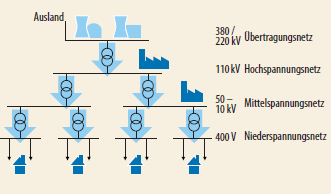 Ausland
380 /
220 kV Übertragungsnetz
110 kV Hochspannungsnetz
50 –
10 kV Mittelspannungsnetz
400 V Niederspannungsnetz